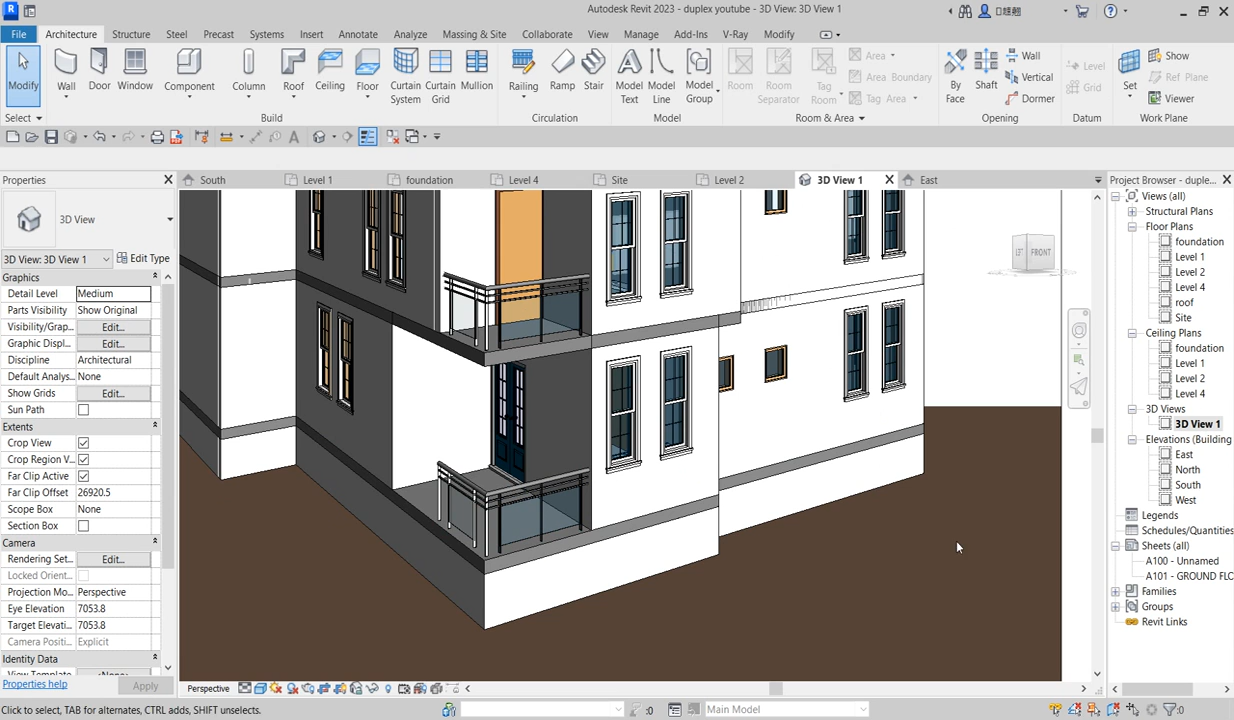 Autodesk Revit 2023 - duplex youtube - 3D View: 3D View 1
File Architecture Structure Steel Precast Systems Insert Annotate Analyze Massing & Site Collaborate View Manage Add-Ins V-Ray Modify
Modify Wall Door Window Component Column Roof Ceiling Floor Curtain System Curtain Grid Mullion Railing Ramp Stair Model Text Model Line Model Group Room Room Separator Tag Room Area Area Boundary Tag Area By Face Shaft Wall Vertical Dormer Level Grid Set Show Ref Plane Viewer
Select Build Circulation Model Room & Area Opening Datum Work Plane
Properties
South Level 1 foundation Level 4 Site Level 2 3D View 1 East
Project Browser - duple...
3D View
3D View: 3D View 1 Edit Type
Graphics
Detail Level Medium
Parts Visibility Show Original
Visibility/Grap... Edit...
Graphic Displ... Edit...
Discipline Architectural
Default Analys... None
Show Grids Edit...
Sun Path
Extents
Crop View
Crop Region V...
Far Clip Active
Far Clip Offset 26920.5
Scope Box None
Section Box
Camera
Rendering Set... Edit...
Locked Orient...
Projection Mo... Perspective
Eye Elevation 7053.8
Target Elevati... 7053.8
Camera Positi... Explicit
Identity Data
View Template <None>
Properties help Apply
FRONT
Views (all)
Structural Plans
Floor Plans
foundation
Level 1
Level 2
Level 4
roof
Site
Ceiling Plans
foundation
Level 1
Level 2
Level 4
3D Views
3D View 1
Elevations (Building
East
North
South
West
Legends
Schedules/Quantities
Sheets (all)
A100 - Unnamed
A101 - GROUND FLO
Families
Groups
Revit Links
Perspective
Click to select, TAB for alternates, CTRL adds, SHIFT unselects.
:0
Main Model
:0